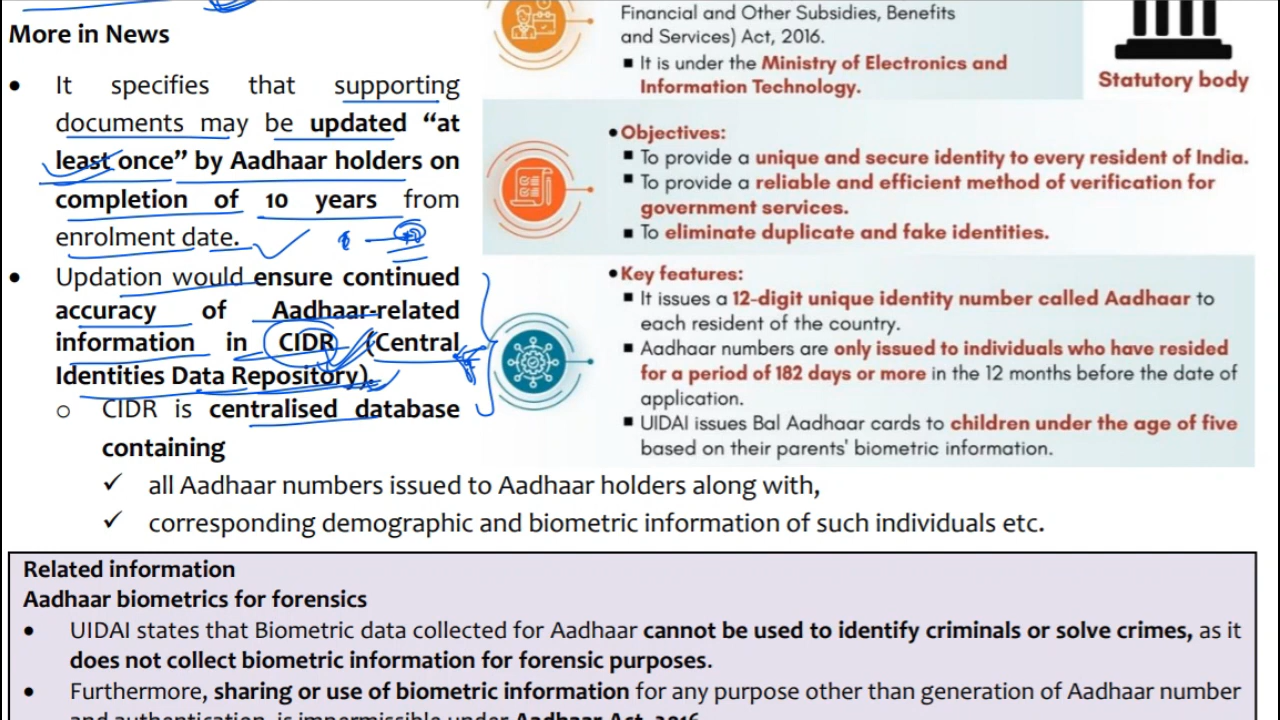 More in News
• It specifies that supporting
documents may be updated “at
least once” by Aadhaar holders on
completion of 10 years from
enrolment date.
• Updation would ensure continued
accuracy of Aadhaar-related
information in CIDR (Central
Identities Data Repository).
o CIDR is centralised database
containing
✓ all Aadhaar numbers issued to Aadhaar holders along with,
✓ corresponding demographic and biometric information of such individuals etc.
Financial and Other Subsidies, Benefits
and Services) Act, 2016.
▪ It is under the Ministry of Electronics and
Information Technology.
Statutory body
• Objectives:
▪ To provide a unique and secure identity to every resident of India.
▪ To provide a reliable and efficient method of verification for
government services.
▪ To eliminate duplicate and fake identities.
• Key features:
▪ It issues a 12-digit unique identity number called Aadhaar to
each resident of the country.
▪ Aadhaar numbers are only issued to individuals who have resided
for a period of 182 days or more in the 12 months before the date of
application.
▪ UIDAI issues Bal Aadhaar cards to children under the age of five
based on their parents' biometric information.
Related information
Aadhaar biometrics for forensics
• UIDAI states that Biometric data collected for Aadhaar cannot be used to identify criminals or solve crimes, as it
does not collect biometric information for forensic purposes.
• Furthermore, sharing or use of biometric information for any purpose other than generation of Aadhaar number
and authentication, is impermissible under Aadhaar Act, 2016.